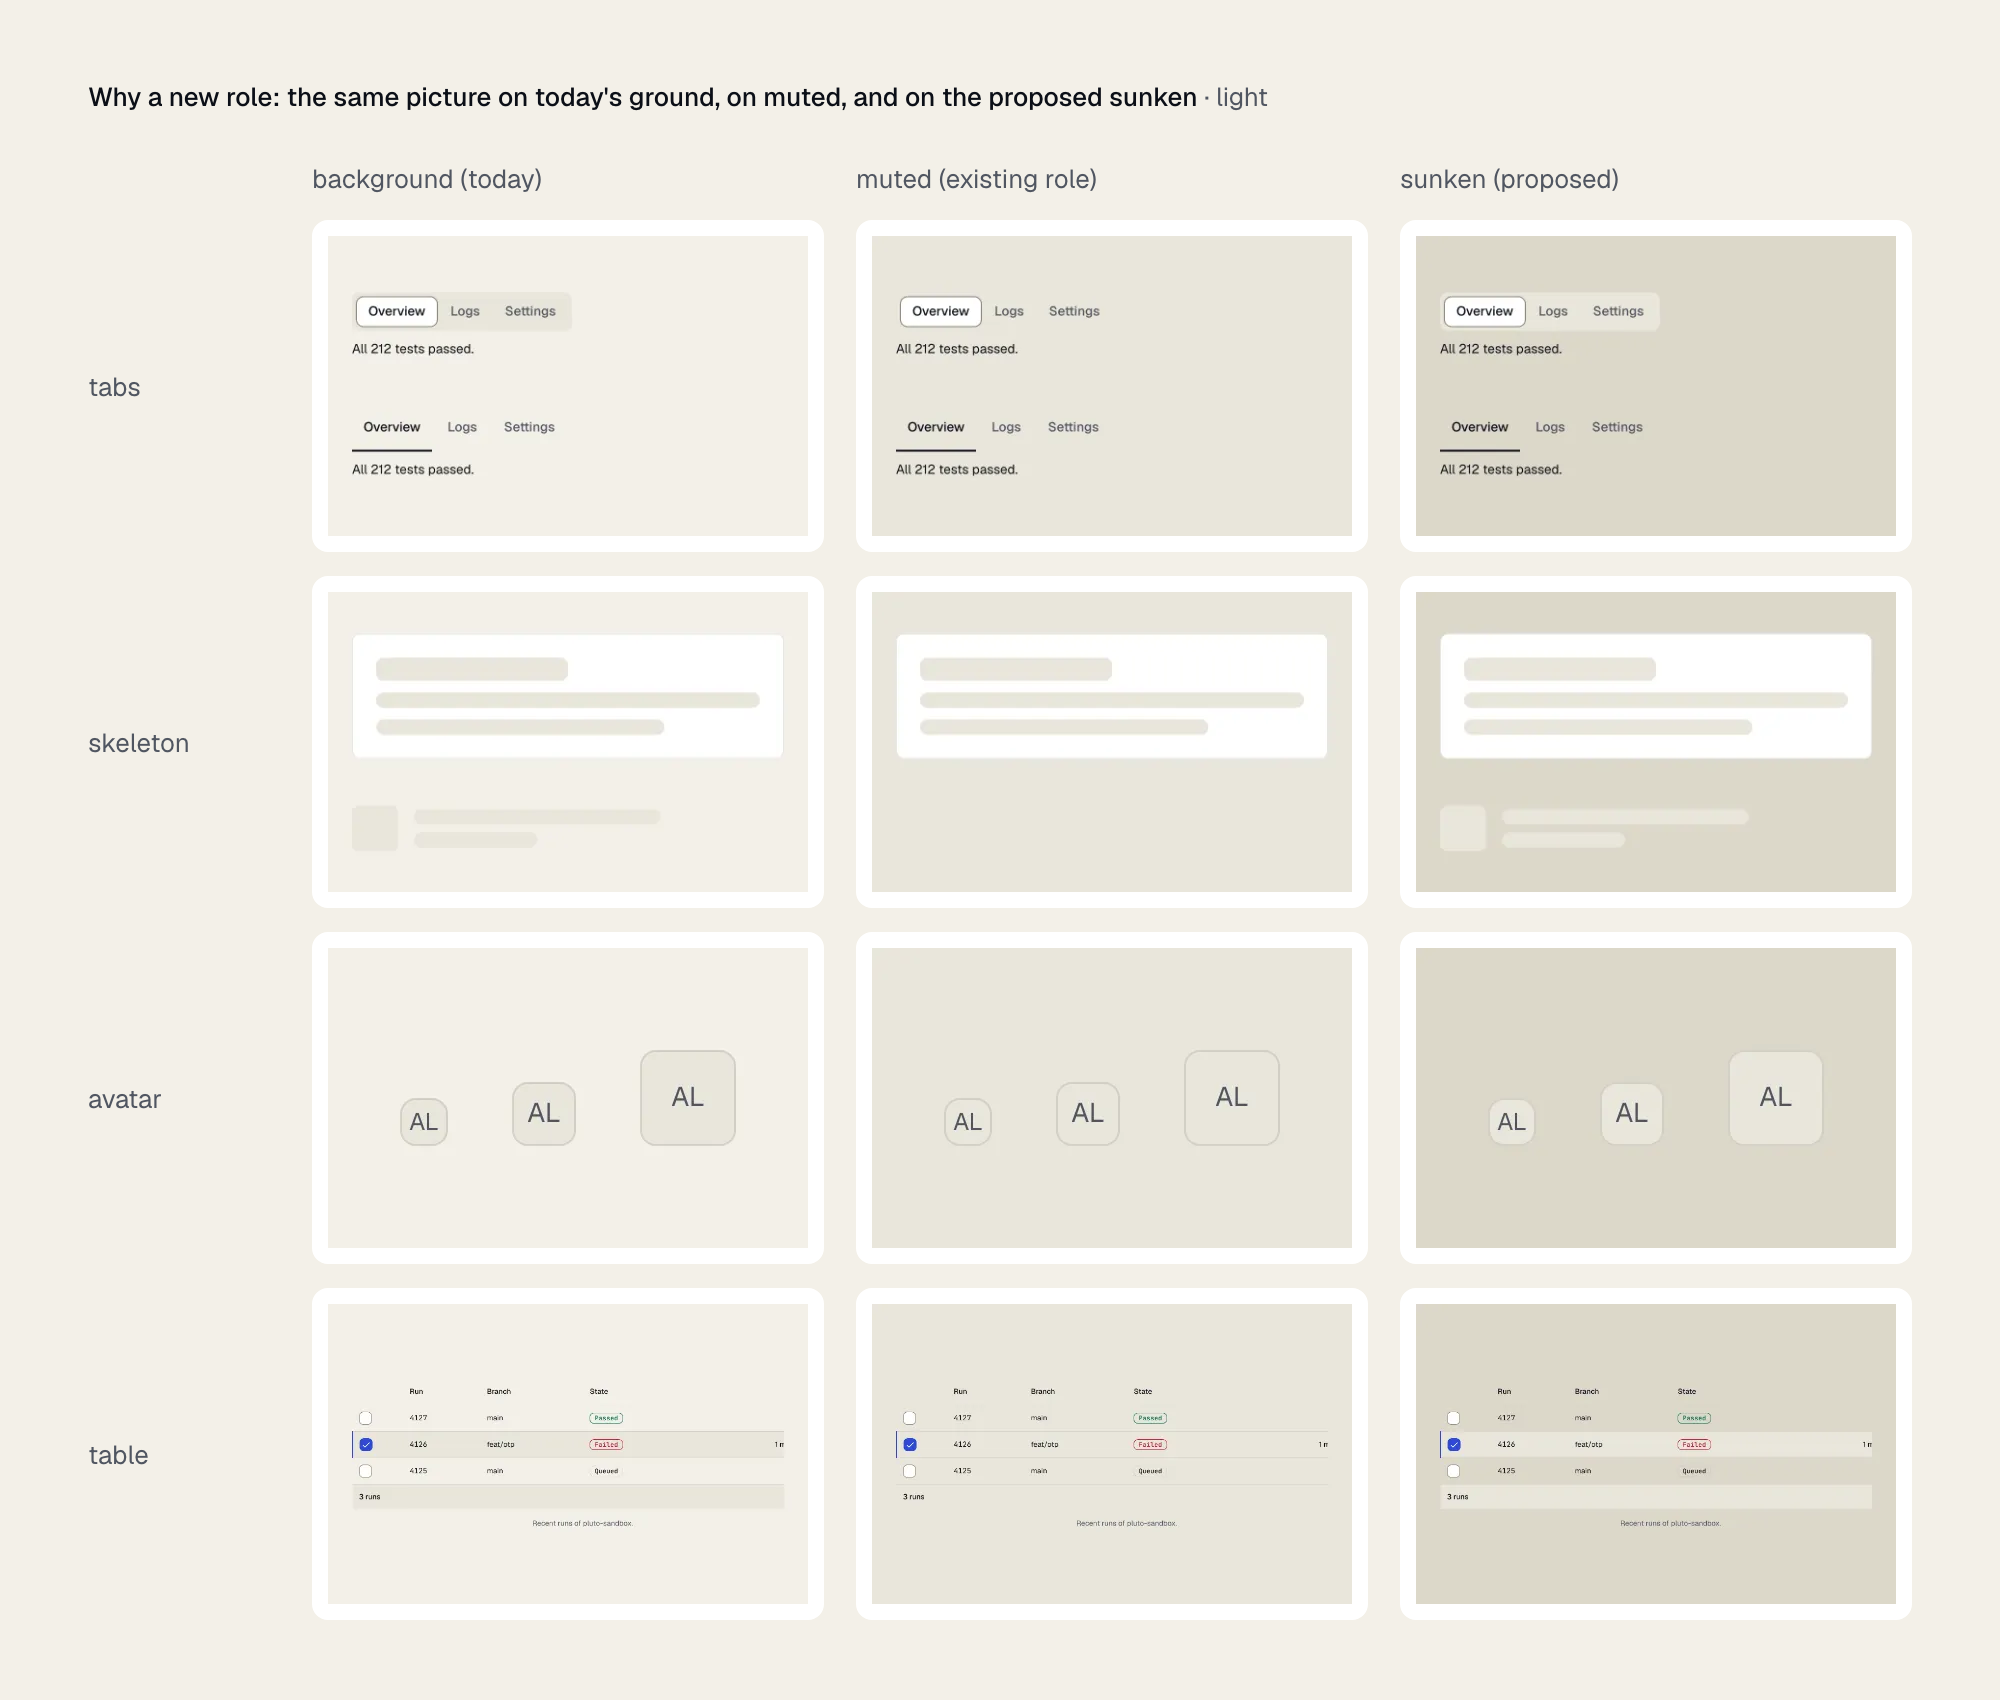 Why a new role: the same picture on today's ground, on muted, and on the proposed sunken · light
background (today)
muted (existing role)
sunken (proposed)
tabs
Overview Logs Settings
All 212 tests passed.
Overview Logs Settings
All 212 tests passed.
Overview Logs Settings
All 212 tests passed.
Overview Logs Settings
All 212 tests passed.
Overview Logs Settings
All 212 tests passed.
Overview Logs Settings
All 212 tests passed.
skeleton
avatar
AL AL AL
AL AL AL
AL AL AL
table
Run Branch State
4127 main Passed
4126 feat/otp Failed 1 m
4125 main Queued
3 runs
Recent runs of pluto-sandbox.
Run Branch State
4127 main Passed
4126 feat/otp Failed 1 m
4125 main Queued
3 runs
Recent runs of pluto-sandbox.
Run Branch State
4127 main Passed
4126 feat/otp Failed 1 m
4125 main Queued
3 runs
Recent runs of pluto-sandbox.